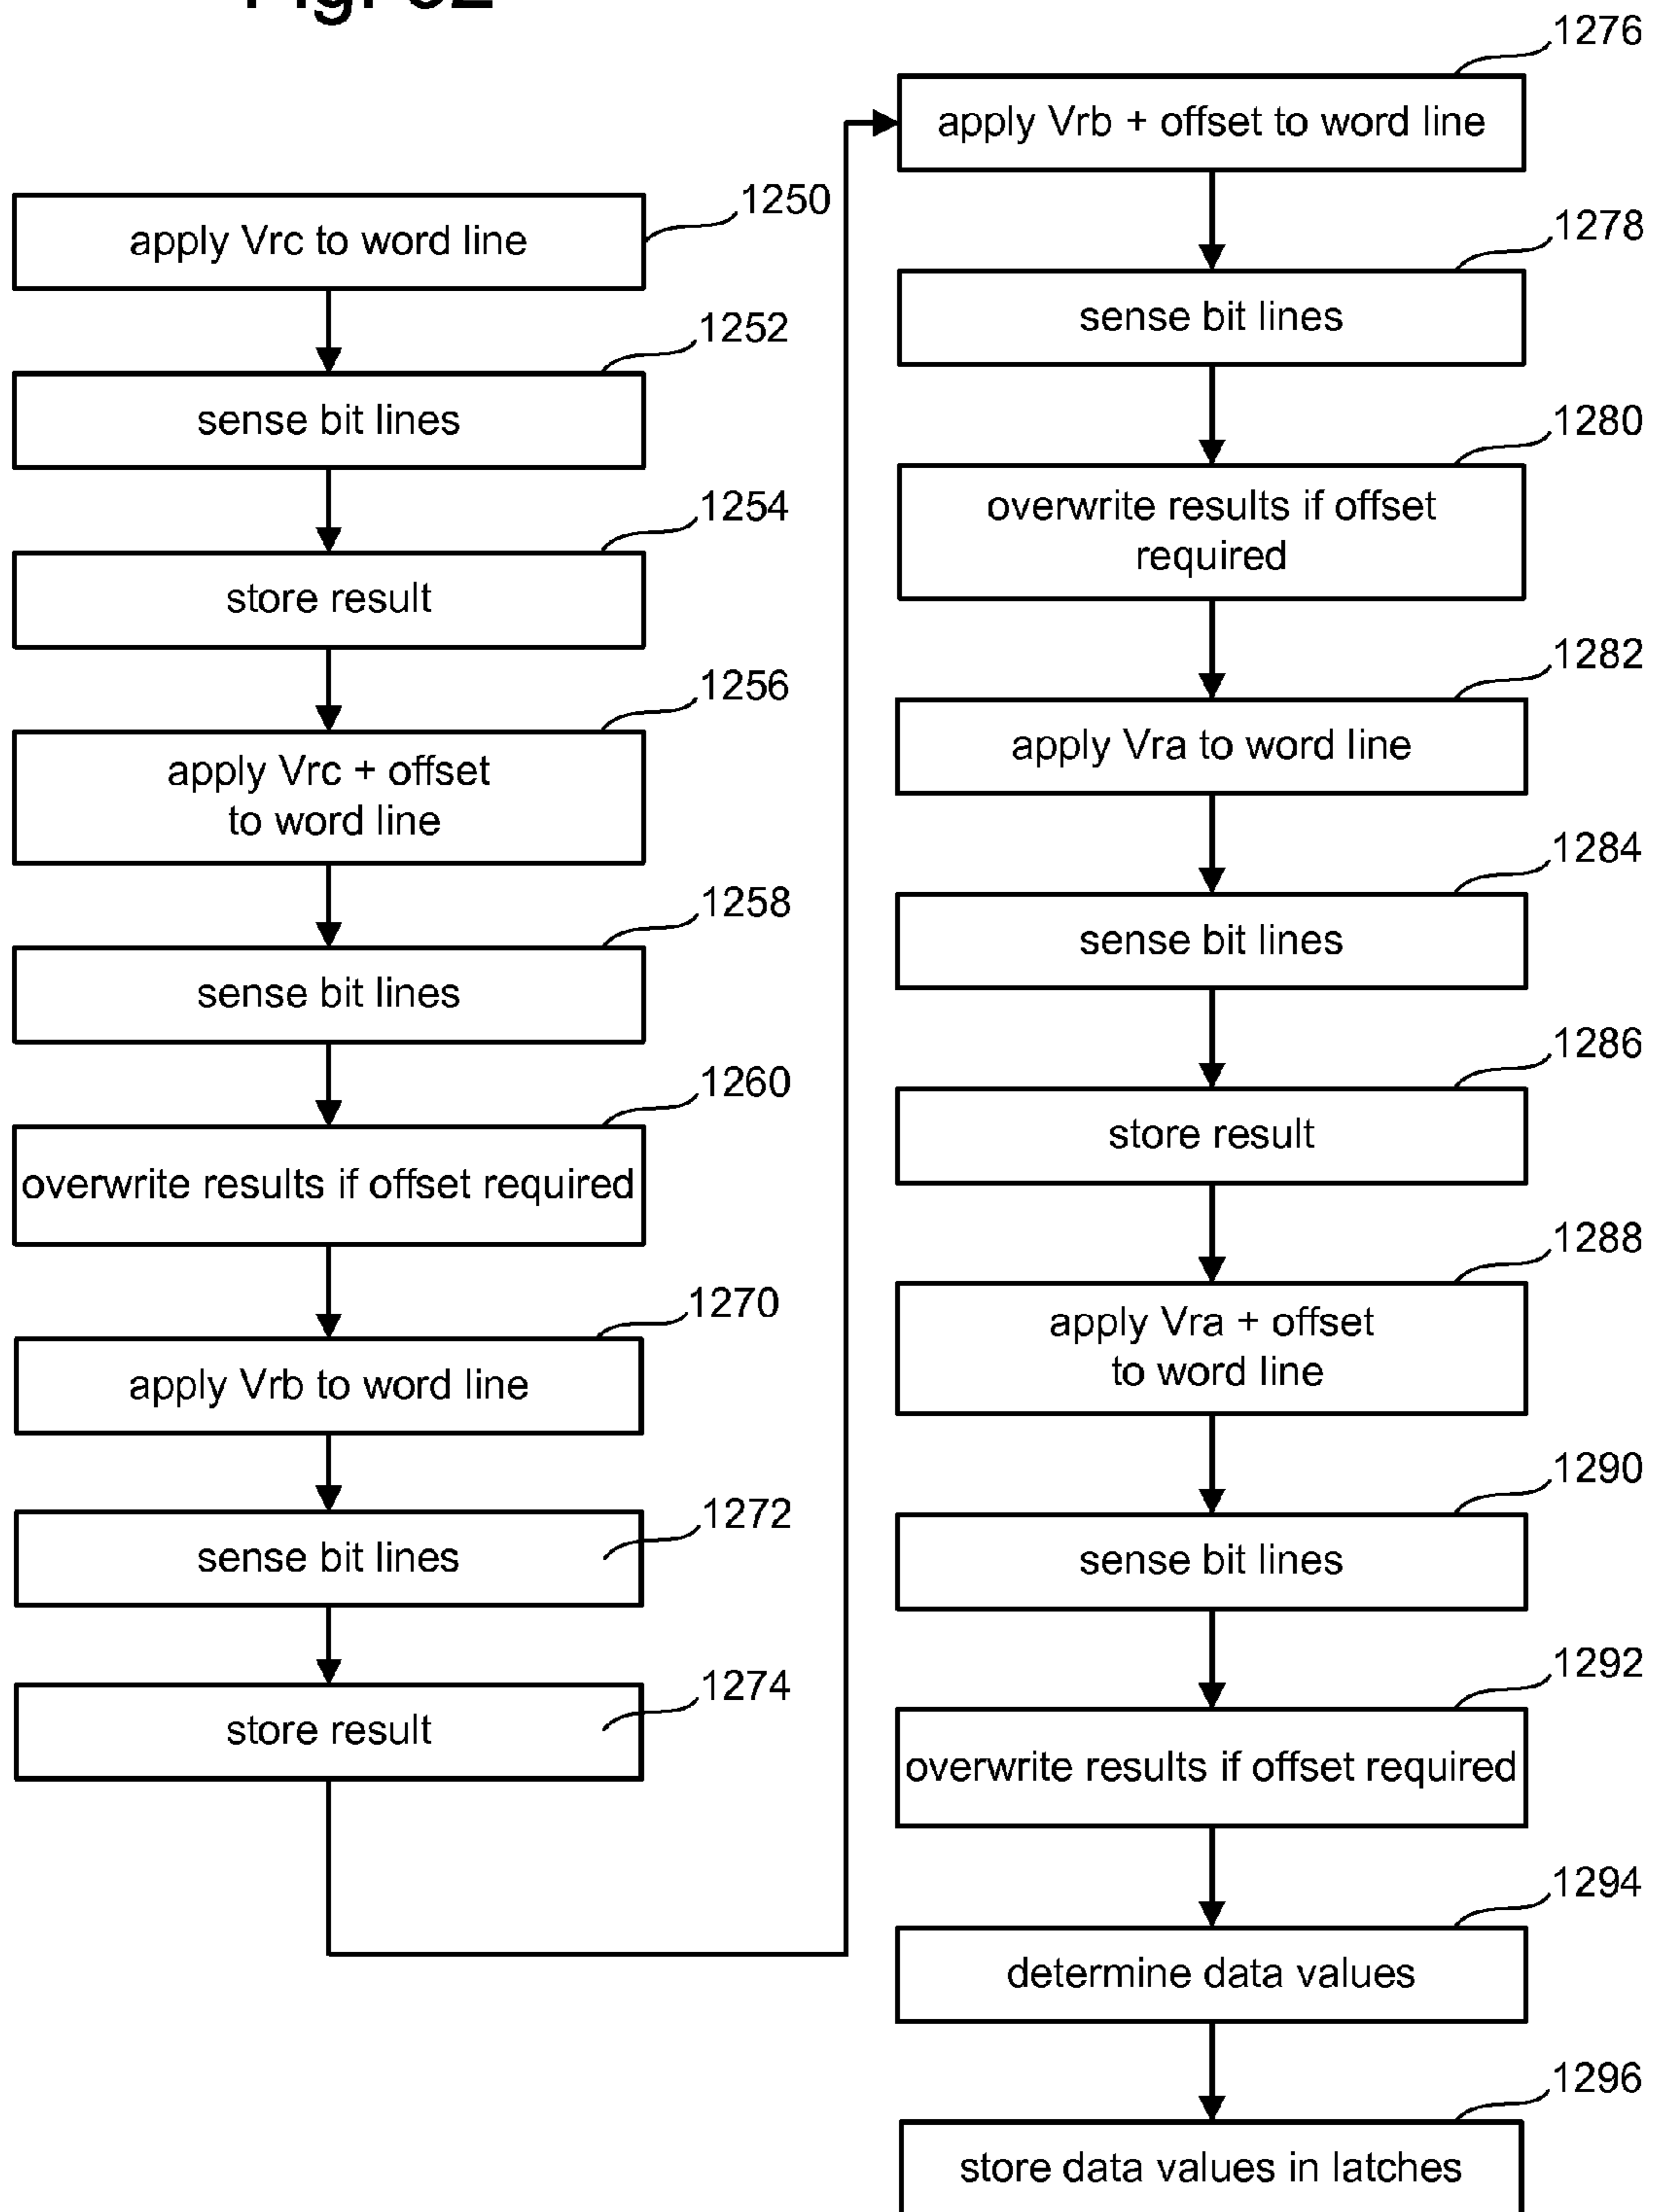 1250
apply Vrc to word line
1252
sense bit lines
1254
store result
1256
apply Vrc + offset
to word line
1258
sense bit lines
1260
overwrite results if offset required
1270
apply Vrb to word line
1272
sense bit lines
1274
store result
1276
apply Vrb + offset to word line
1278
sense bit lines
1280
overwrite results if offset
required
1282
apply Vra to word line
1284
sense bit lines
1286
store result
1288
apply Vra + offset
to word line
1290
sense bit lines
1292
overwrite results if offset required
1294
determine data values
1296
store data values in latches